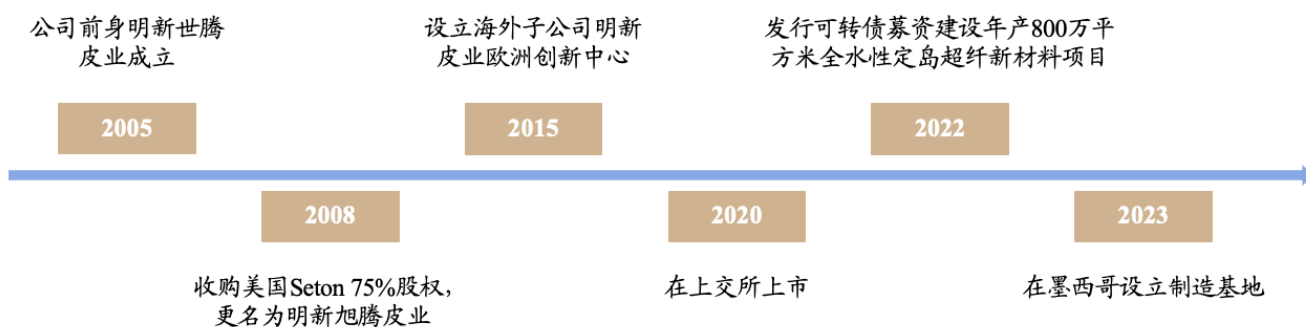 公司前身明新世腾
皮业成立
2005
收购美国Seton 75%股权，
更名为明新旭腾皮业
2008
设立海外子公司明新
皮业欧洲创新中心
2015
在上交所上市
2020
发行可转债募资建设年产800万平
方米全水性定岛超纤新材料项目
2022
在墨西哥设立制造基地
2023